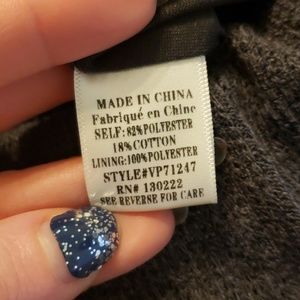 MADE IN CHINA
Fabriqué en Chine
SELF:82%POLYESTER
18%COTTON
LINING:100%POLYESTER
STYLE#VP71247
RN# 130222
SEE REVERSE FOR CARE